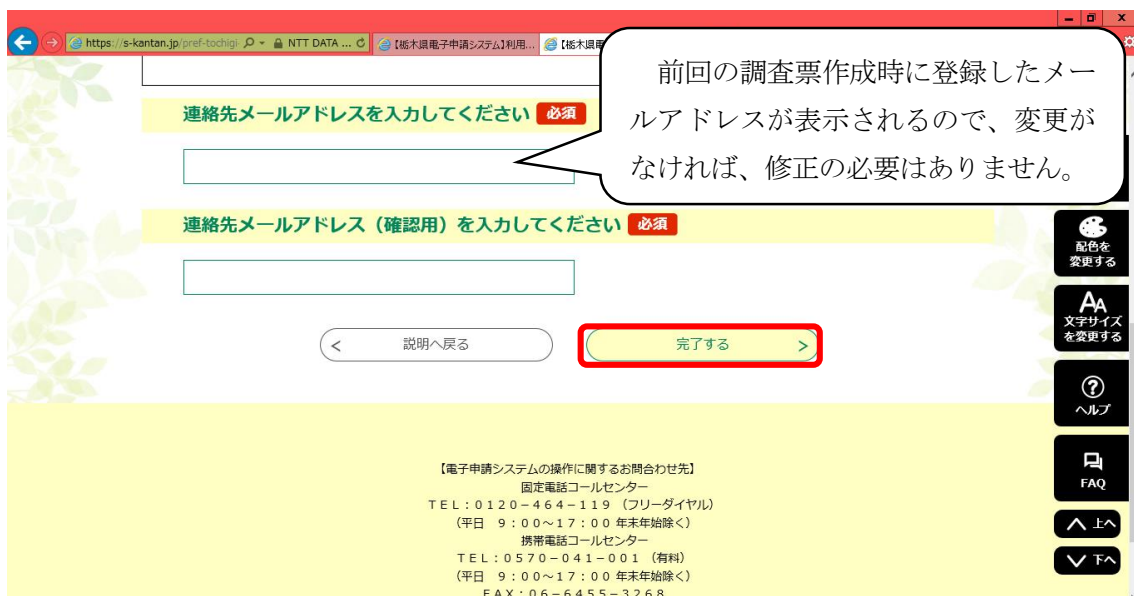 https://s-kantan.jp/pref-tochigi-
NTT DATA ...
【栃木県電子申請システム】利用...
前回の調査票作成時に登録したメー
ルアドレスが表示されるので、変更が
なければ、修正の必要はありません。
連絡先メールアドレスを入力してください 必須
連絡先メールアドレス（確認用）を入力してください 必須
配色を
変更する
AA
文字サイズ
を変更する
< 説明へ戻る
完了する >
?
ヘルプ
FAQ
上へ
下へ
【電子申請システムの操作に関するお問合わせ先】
固定電話コールセンター
ＴＥＬ：０１２０－４６４－１１９ （フリーダイヤル）
（平日 ９：００～１７：００ 年末年始除く）
携帯電話コールセンター
ＴＥＬ：０５７０－０４１－００１ （有料）
（平日 ９：００～１７：００ 年末年始除く）
ＦＡＸ：０６－６４５５－３２６８